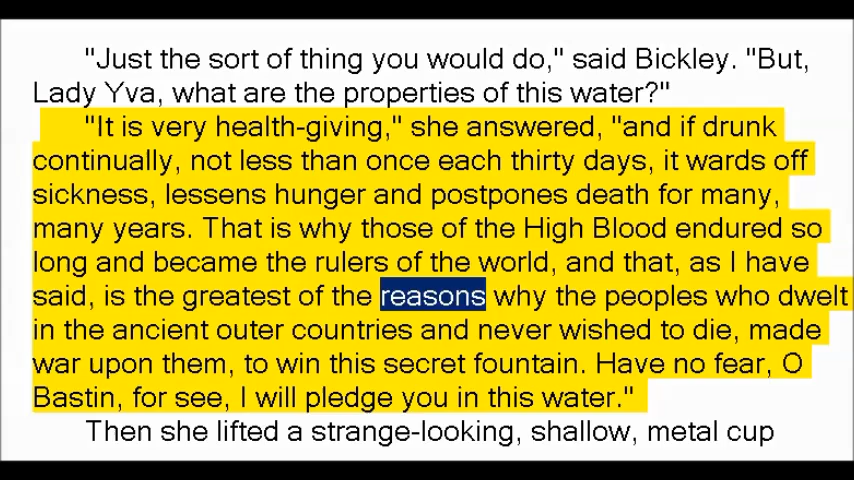 "Just the sort of thing you would do," said Bickley. "But,
Lady Yva, what are the properties of this water?"
"It is very health-giving," she answered, "and if drunk
continually, not less than once each thirty days, it wards off
sickness, lessens hunger and postpones death for many,
many years. That is why those of the High Blood endured so
long and became the rulers of the world, and that, as I have
said, is the greatest of the reasons why the peoples who dwelt
in the ancient outer countries and never wished to die, made
war upon them, to win this secret fountain. Have no fear, O
Bastin, for see, I will pledge you in this water."
Then she lifted a strange-looking, shallow, metal cup